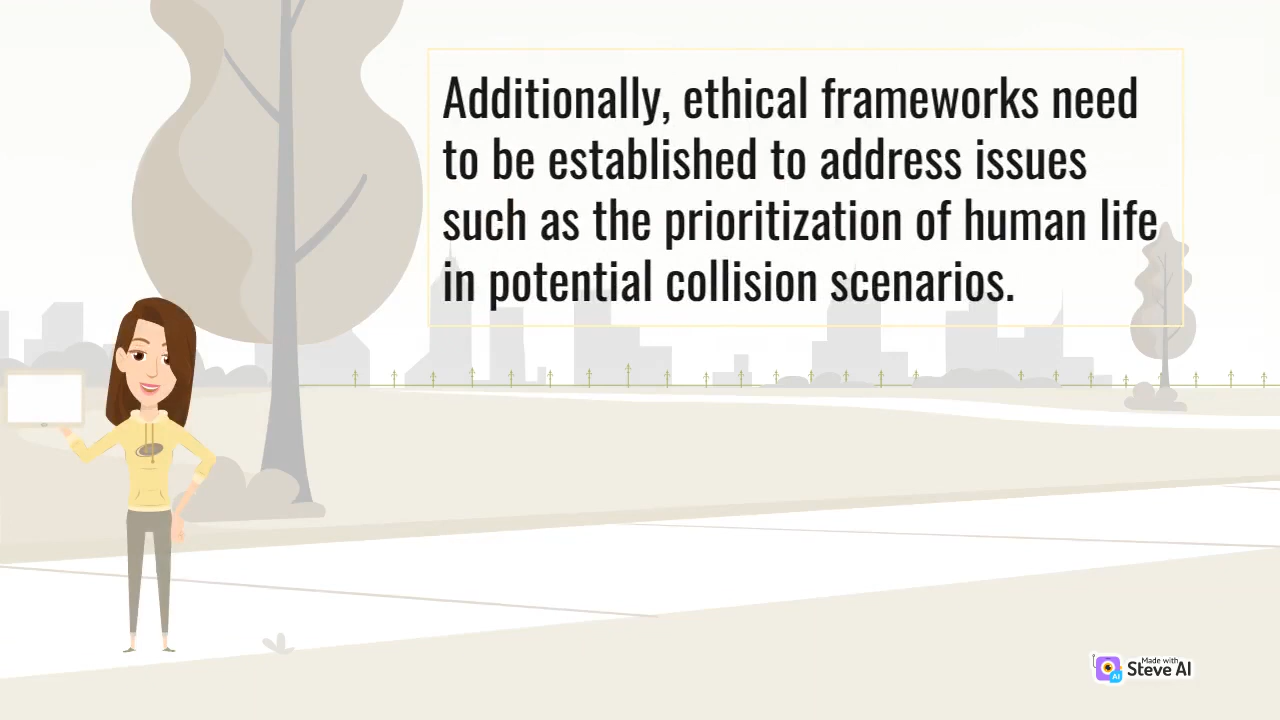 Additionally, ethical frameworks need
to be established to address issues
such as the prioritization of human life
in potential collision scenarios.
Made with
Steve AI
AI